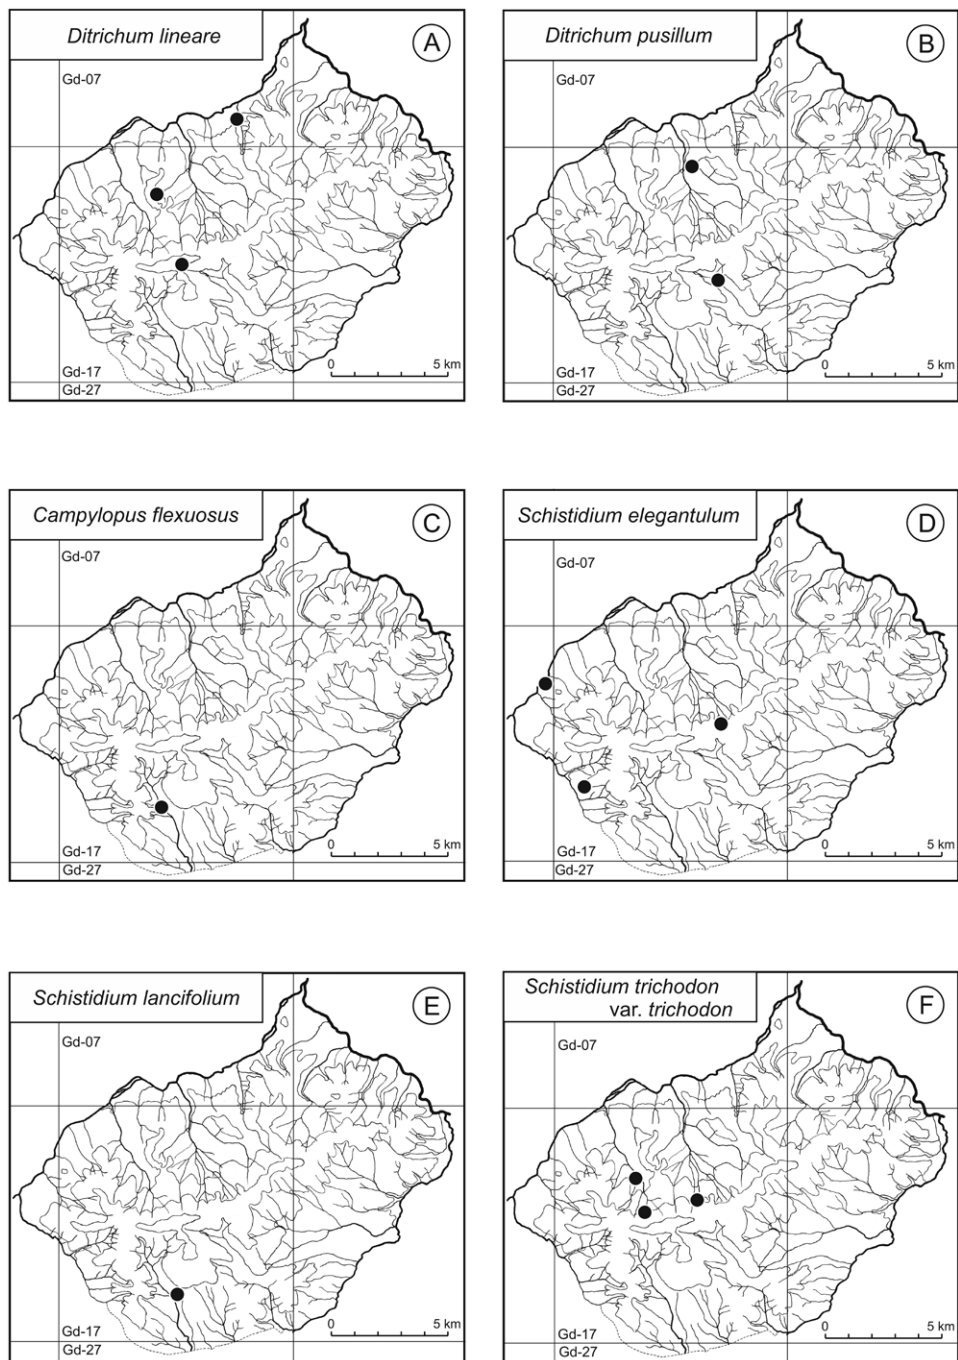 Ditrichum lineare
A
Gd-07
0
5 km
Gd-17
Gd-27
Ditrichum pusillum
B
Gd-07
0
5 km
Gd-17
Gd-27
Campylopus flexuosus
C
Gd-07
0
5 km
Gd-17
Gd-27
Schistidium elegantulum
D
Gd-07
0
5 km
Gd-17
Gd-27
Schistidium lancifolium
E
Gd-07
0
5 km
Gd-17
Gd-27
Schistidium trichodon
var. trichodon
F
Gd-07
0
5 km
Gd-17
Gd-27